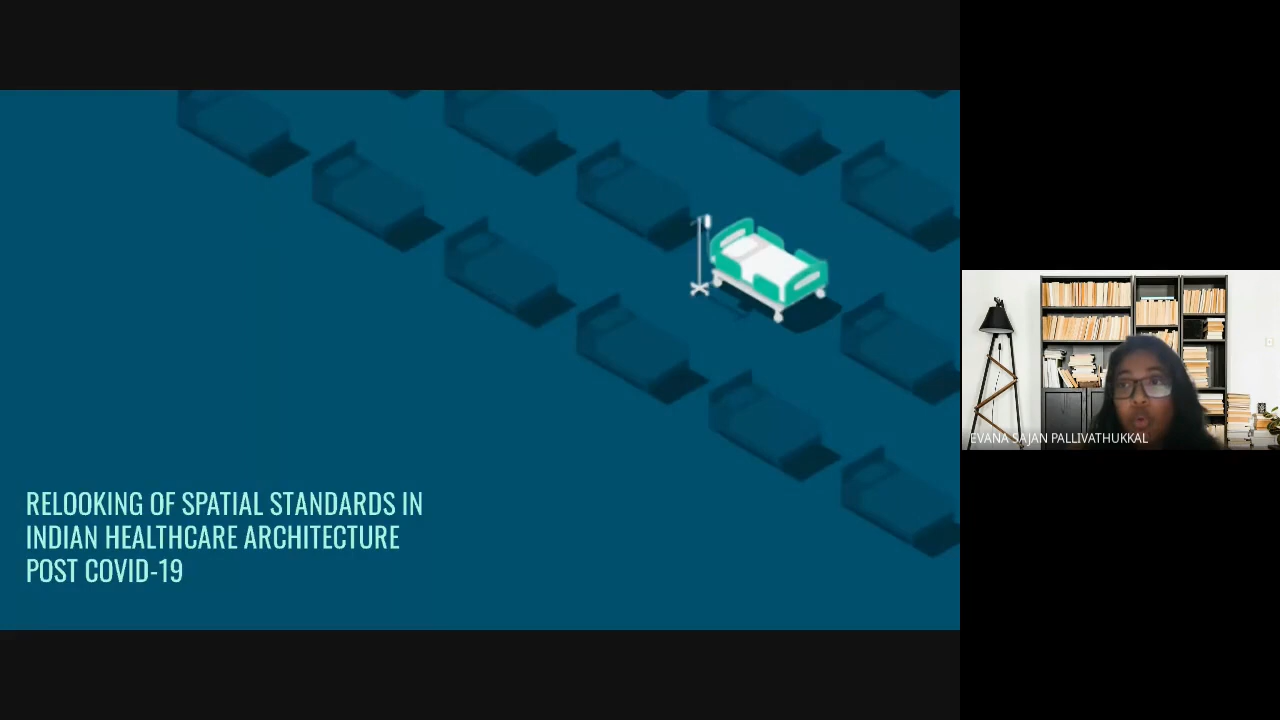 RELOOKING OF SPATIAL STANDARDS IN
INDIAN HEALTHCARE ARCHITECTURE
POST COVID-19
EVANA SAJAN PALLIVATHUKKAL